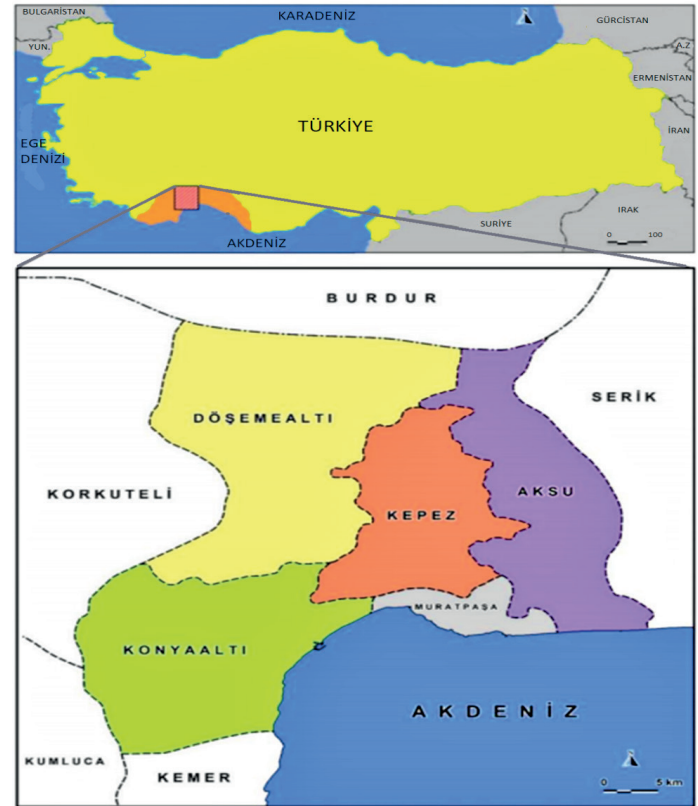 BULGARİSTAN
KARADENİZ
GÜRCİSTAN
YUN.
A.Z
ERMENİSTAN
TÜRKİYE
İRAN
EGE
DENİZİ
SURİYE
IRAK
AKDENİZ
0 100
BURDUR
SERİK
DÖŞEMEALTI
KORKUTELİ
AKSU
KEPEZ
MURATPAŞA
KONYAALTI
AKDENİZ
KUMLUCA
KEMER
0 5 km